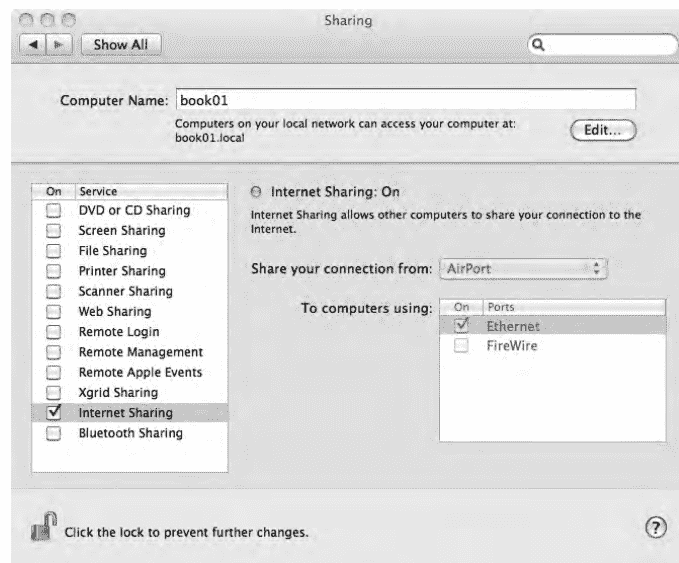 Sharing
Show All
Computer Name: book01
Computers on your local network can access your computer at:
book01.local
Edit...
On Service
DVD or CD Sharing
Screen Sharing
File Sharing
Printer Sharing
Scanner Sharing
Web Sharing
Remote Login
Remote Management
Remote Apple Events
Xgrid Sharing
Internet Sharing
Bluetooth Sharing
Internet Sharing: On
Internet Sharing allows other computers to share your connection to the
Internet.
Share your connection from: AirPort
To computers using:
On Ports
Ethernet
FireWire
Click the lock to prevent further changes.
?